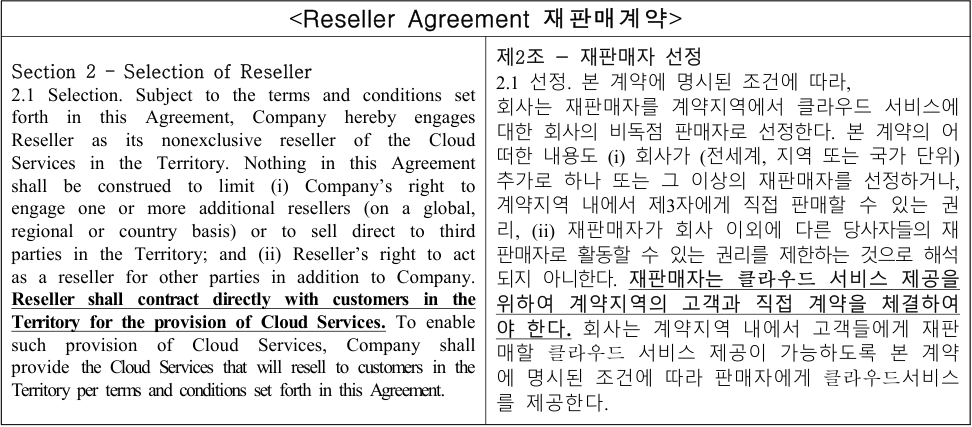 <Reseller Agreement 재판매계약>
Section 2 – Selection of Reseller
2.1 Selection. Subject to the terms and conditions set
forth in this Agreement, Company hereby engages
Reseller as its nonexclusive reseller of the Cloud
Services in the Territory. Nothing in this Agreement
shall be construed to limit (i) Company's right to
engage one or more additional resellers (on a global,
regional or country basis) or to sell direct to third
parties in the Territory; and (ii) Reseller's right to act
as a reseller for other parties in addition to Company.
Reseller shall contract directly with customers in the
Territory for the provision of Cloud Services. To enable
such provision of Cloud Services, Company shall
provide the Cloud Services that will resell to customers in the
Territory per terms and conditions set forth in this Agreement.
제2조 – 재판매자 선정
2.1 선정. 본 계약에 명시된 조건에 따라,
회사는 재판매자를 계약지역에서 클라우드 서비스에
대한 회사의 비독점 판매자로 선정한다. 본 계약의 어
떠한 내용도 (i) 회사가 (전세계, 지역 또는 국가 단위)
추가로 하나 또는 그 이상의 재판매자를 선정하거나,
계약지역 내에서 제3자에게 직접 판매할 수 있는 권
리, (ii) 재판매자가 회사 이외에 다른 당사자들의 재
판매자로 활동할 수 있는 권리를 제한하는 것으로 해석
되지 아니한다. 재판매자는 클라우드 서비스 제공을
위하여 계약지역의 고객과 직접 계약을 체결하여
야 한다. 회사는 계약지역 내에서 고객들에게 재판
매할 클라우드 서비스 제공이 가능하도록 본 계약
에 명시된 조건에 따라 판매자에게 클라우드서비스
를 제공한다.